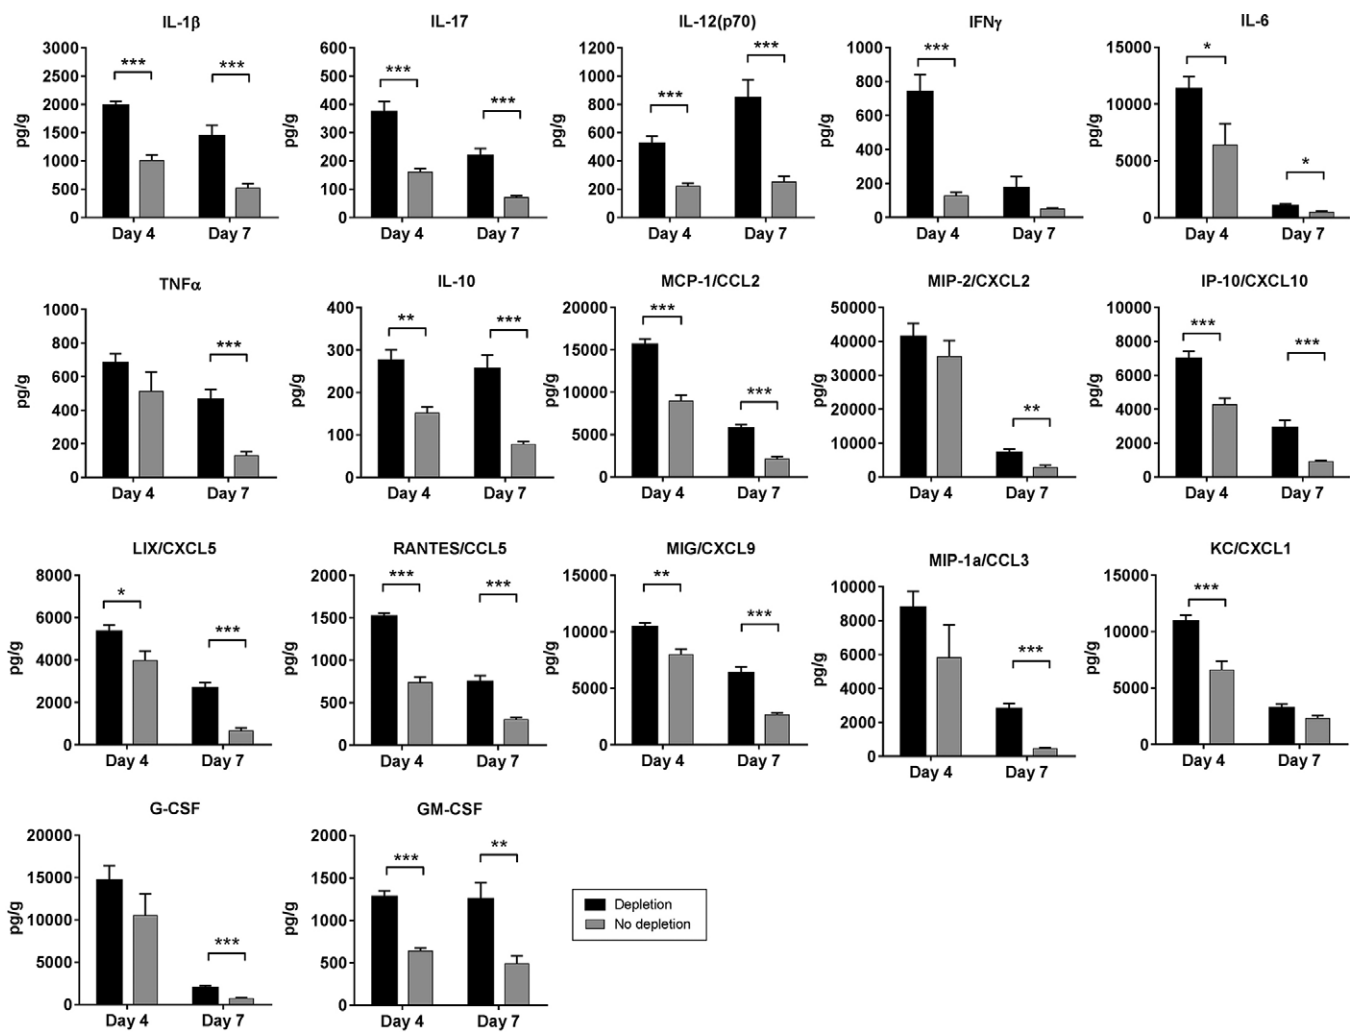 IL-1β
pg/g
3000
2500
2000
1500
1000
500
0
***
***
Day 4
Day 7
IL-17
pg/g
600
500
400
300
200
100
0
***
***
Day 4
Day 7
IL-12(p70)
pg/g
1200
1000
800
600
400
200
0
***
***
Day 4
Day 7
IFNγ
pg/g
1000
800
600
400
200
0
***
Day 4
Day 7
IL-6
pg/g
15000
10000
5000
0
*
*
Day 4
Day 7
TNFα
pg/g
1000
800
600
400
200
0
***
Day 4
Day 7
IL-10
pg/g
400
300
200
100
0
**
***
Day 4
Day 7
MCP-1/CCL2
pg/g
20000
15000
10000
5000
0
***
***
Day 4
Day 7
MIP-2/CXCL2
pg/g
50000
40000
30000
20000
10000
0
**
Day 4
Day 7
IP-10/CXCL10
pg/g
10000
8000
6000
4000
2000
0
***
***
Day 4
Day 7
LIX/CXCL5
pg/g
8000
6000
4000
2000
0
*
***
Day 4
Day 7
RANTES/CCL5
pg/g
2000
1500
1000
500
0
***
***
Day 4
Day 7
MIG/CXCL9
pg/g
15000
10000
5000
0
**
***
Day 4
Day 7
MIP-1a/CCL3
pg/g
10000
8000
6000
4000
2000
0
***
Day 4
Day 7
KC/CXCL1
pg/g
15000
10000
5000
0
***
Day 4
Day 7
G-CSF
pg/g
20000
15000
10000
5000
0
***
Day 4
Day 7
GM-CSF
pg/g
2000
1500
1000
500
0
***
**
Day 4
Day 7
Depletion
No depletion